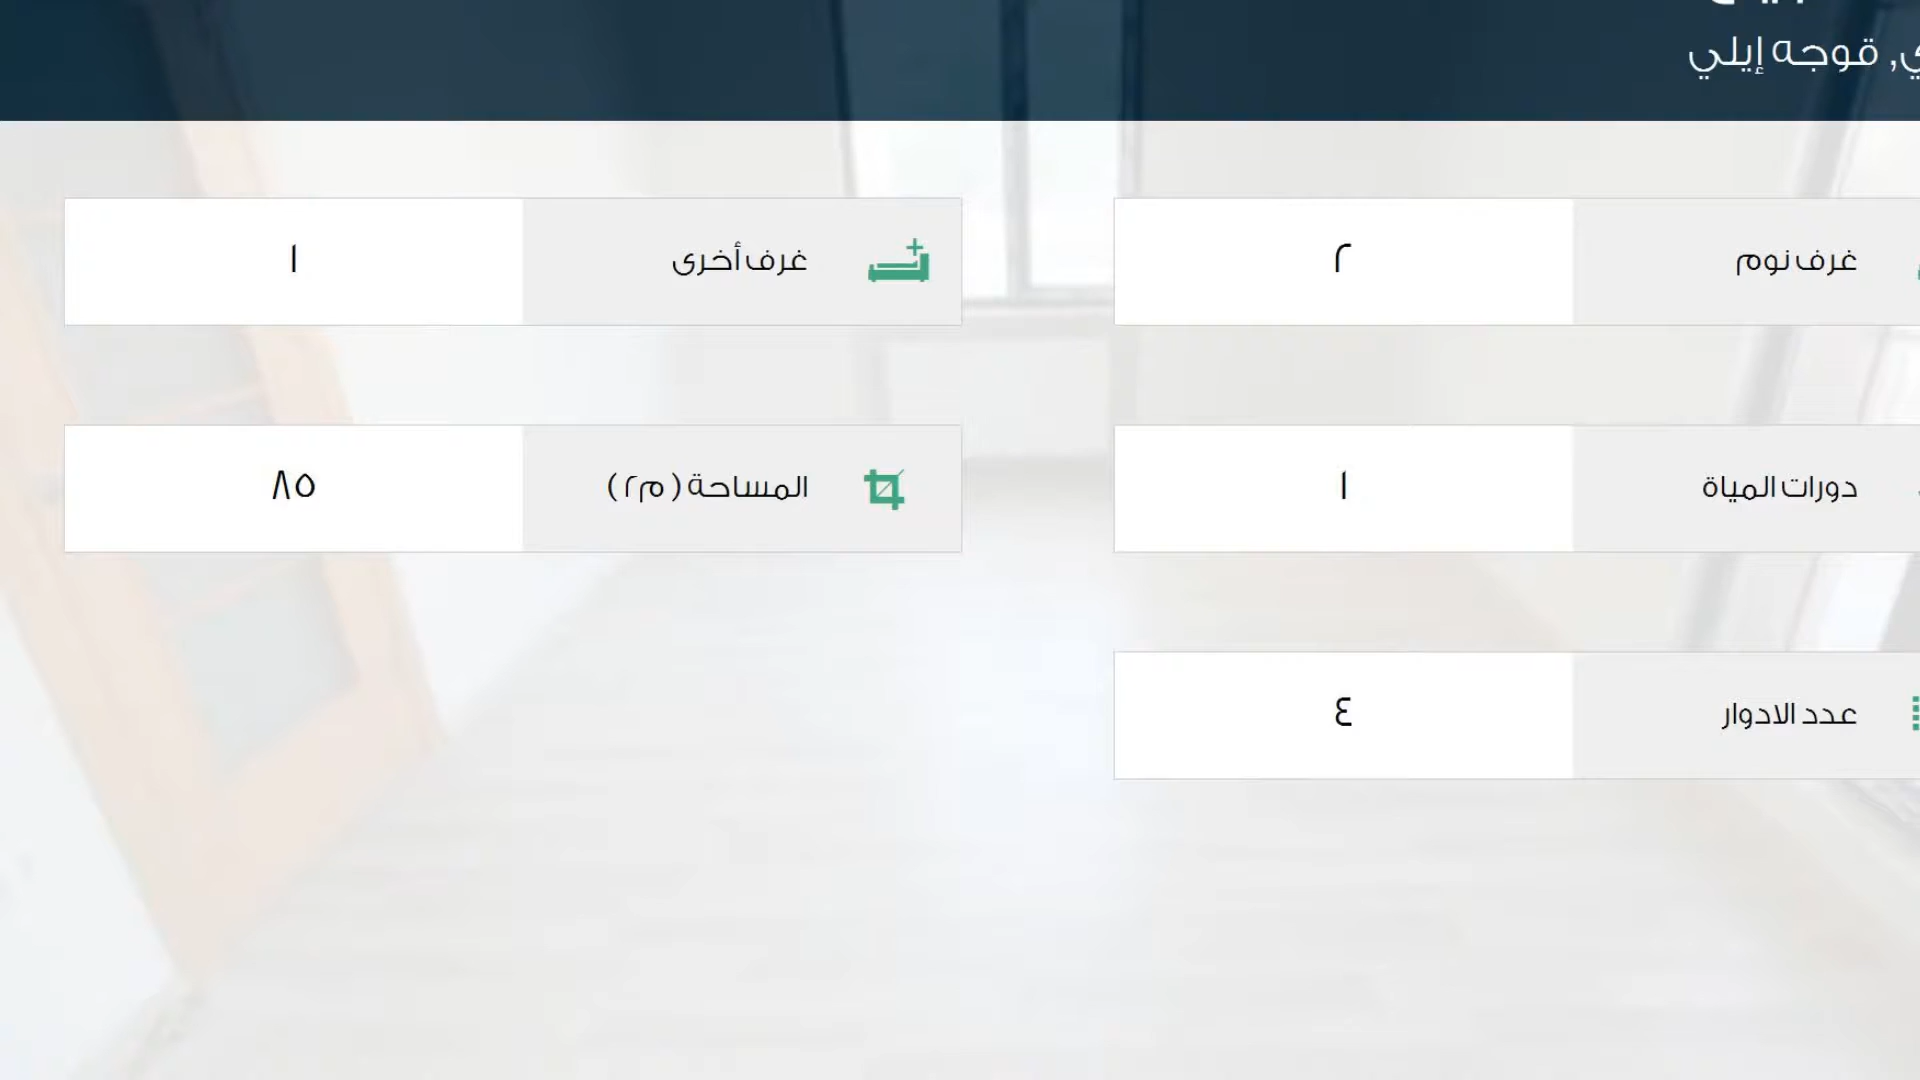 قوجه إيلي
غرف نوم
٢
غرف أخرى
١
دورات المياة
١
المساحة ( م٢ )
٨٥
عدد الادوار
٤